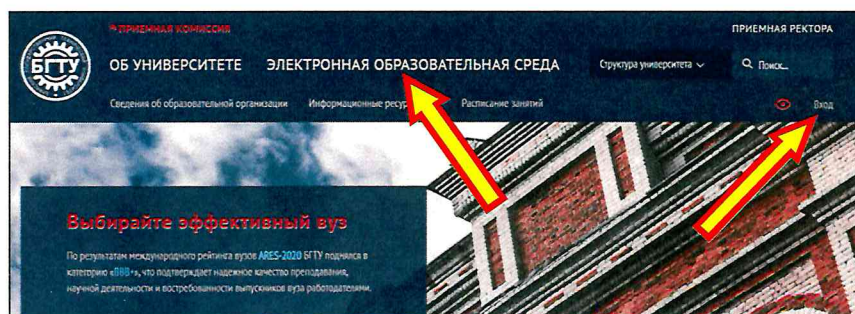 ПРИЕМНАЯ КОМИССИЯ
ПРИЕМНАЯ РЕКТОРА
БГТУ
ОБ УНИВЕРСИТЕТЕ ЭЛЕКТРОННАЯ ОБРАЗОВАТЕЛЬНАЯ СРЕДА Структура университета Поиск...
Сведения об образовательной организации Информационные ресур Расписание занятий Вход
Выбирайте эффективный вуз
По результатам международного рейтинга вузов ARES-2020 БГТУ поднялся в
категорию «BBB+», что подтверждает надежное качество преподавания,
научной деятельности и востребованности выпускников вуза работодателями.